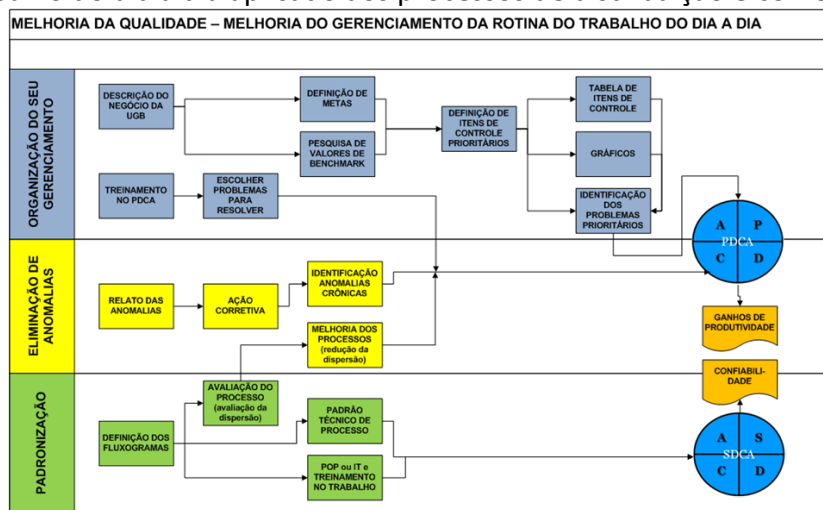 MELHORIA DA QUALIDADE – MELHORIA DO GERENCIAMENTO DA ROTINA DO TRABALHO DO DIA A DIA
ORGANIZAÇÃO DO SEU
GERENCIAMENTO
DESCRIÇÃO DO
NEGÓCIO DA
UGB
DEFINIÇÃO DE
METAS
PESQUISA DE
VALORES DE
BENCHMARK
DEFINIÇÃO DE
ITENS DE
CONTROLE
PRIORITÁRIOS
TABELA DE
ITENS DE
CONTROLE
GRÁFICOS
IDENTIFICAÇÃO
DOS
PROBLEMAS
PRIORITÁRIOS
TREINAMENTO
NO PDCA
ESCOLHER
PROBLEMAS
PARA
RESOLVER
A P
PDCA
C D
ELIMINAÇÃO DE
ANOMALIAS
RELATO DAS
ANOMALIAS
AÇÃO
CORRETIVA
IDENTIFICAÇÃO
ANOMALIAS
CRÔNICAS
MELHORIA DOS
PROCESSOS
(redução da
dispersão)
GANHOS DE
PRODUTIVIDADE
CONFIABILI-
DADE
PADRONIZAÇÃO
DEFINIÇÃO DOS
FLUXOGRAMAS
AVALIAÇÃO DO
PROCESSO
(avaliação da
dispersão)
PADRÃO
TÉCNICO DE
PROCESSO
POP ou IT e
TREINAMENTO
NO TRABALHO
A S
SDCA
C D